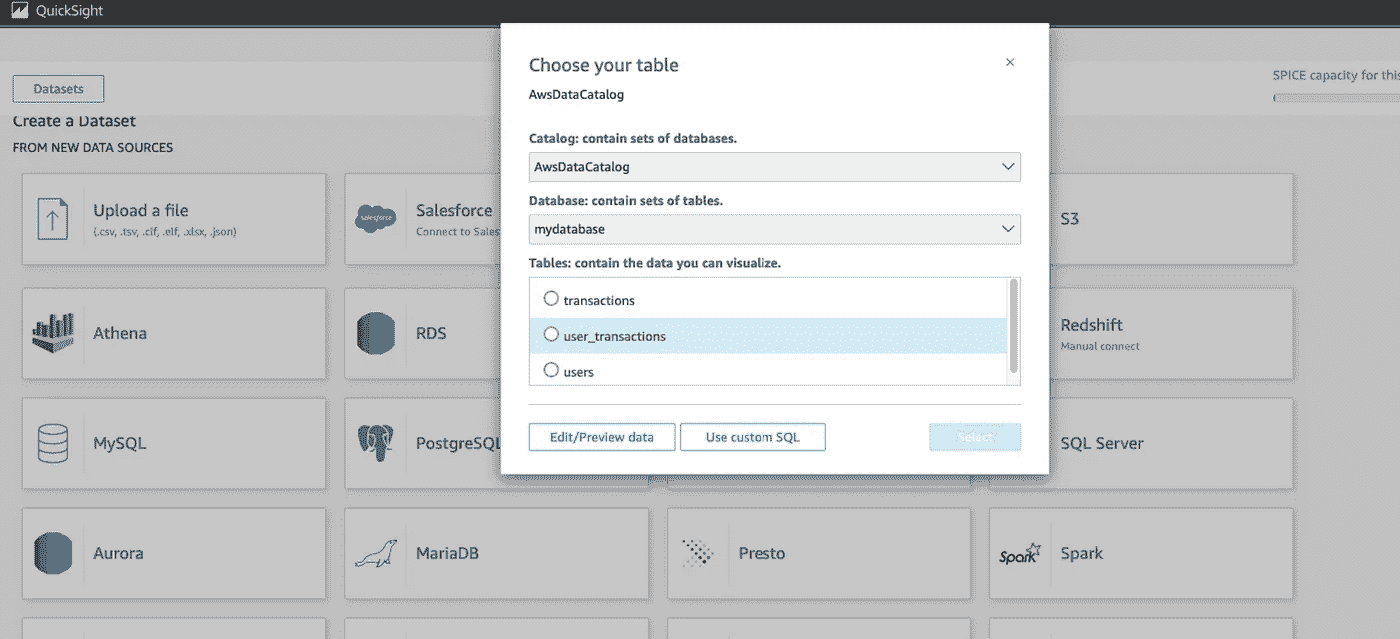 QuickSight
Datasets
SPICE capacity for this
Create a Dataset
FROM NEW DATA SOURCES
Upload a file
(.csv, .tsv, .clf, .elf, .xlsx, .json)
Salesforce
salesforce
Connect to Sales
S3
Athena
RDS
Redshift
Manual connect
MySQL
PostgreSQL
SQL Server
Aurora
MariaDB
Presto
Spark
Spark
Choose your table
AwsDataCatalog
Catalog: contain sets of databases.
AwsDataCatalog
Database: contain sets of tables.
mydatabase
Tables: contain the data you can visualize.
transactions
user_transactions
users
Edit/Preview data
Use custom SQL
Select